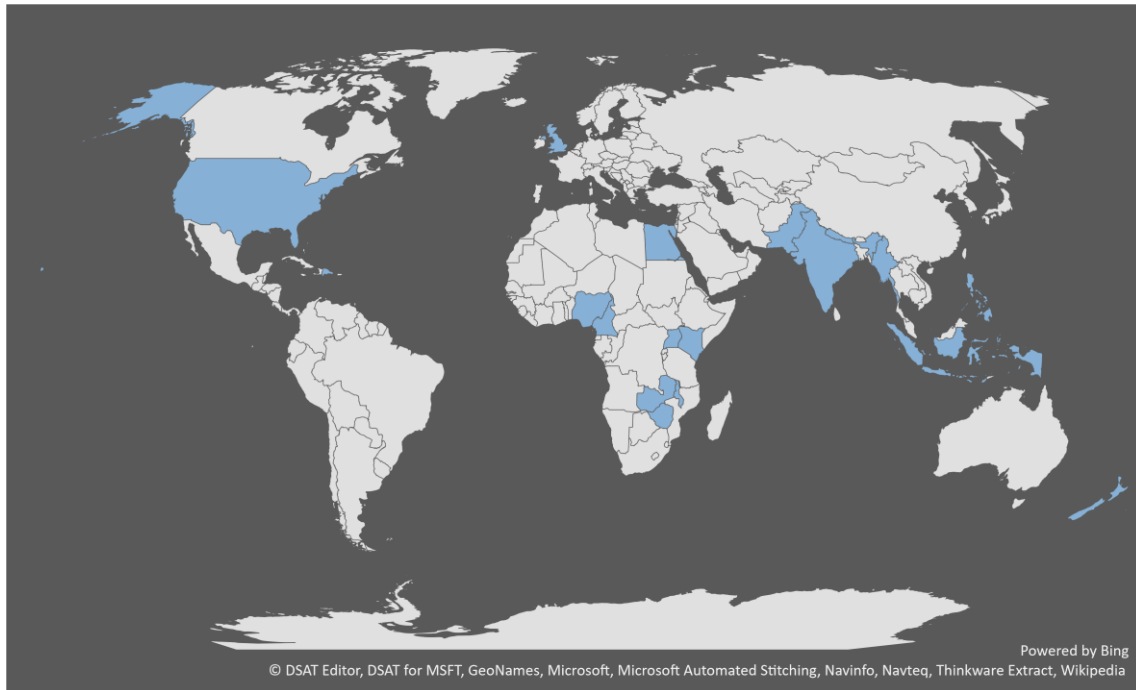 Powered by Bing
© DSAT Editor, DSAT for MSFT, GeoNames, Microsoft, Microsoft Automated Stitching, Navinfo, Navteq, Thinkware Extract, Wikipedia